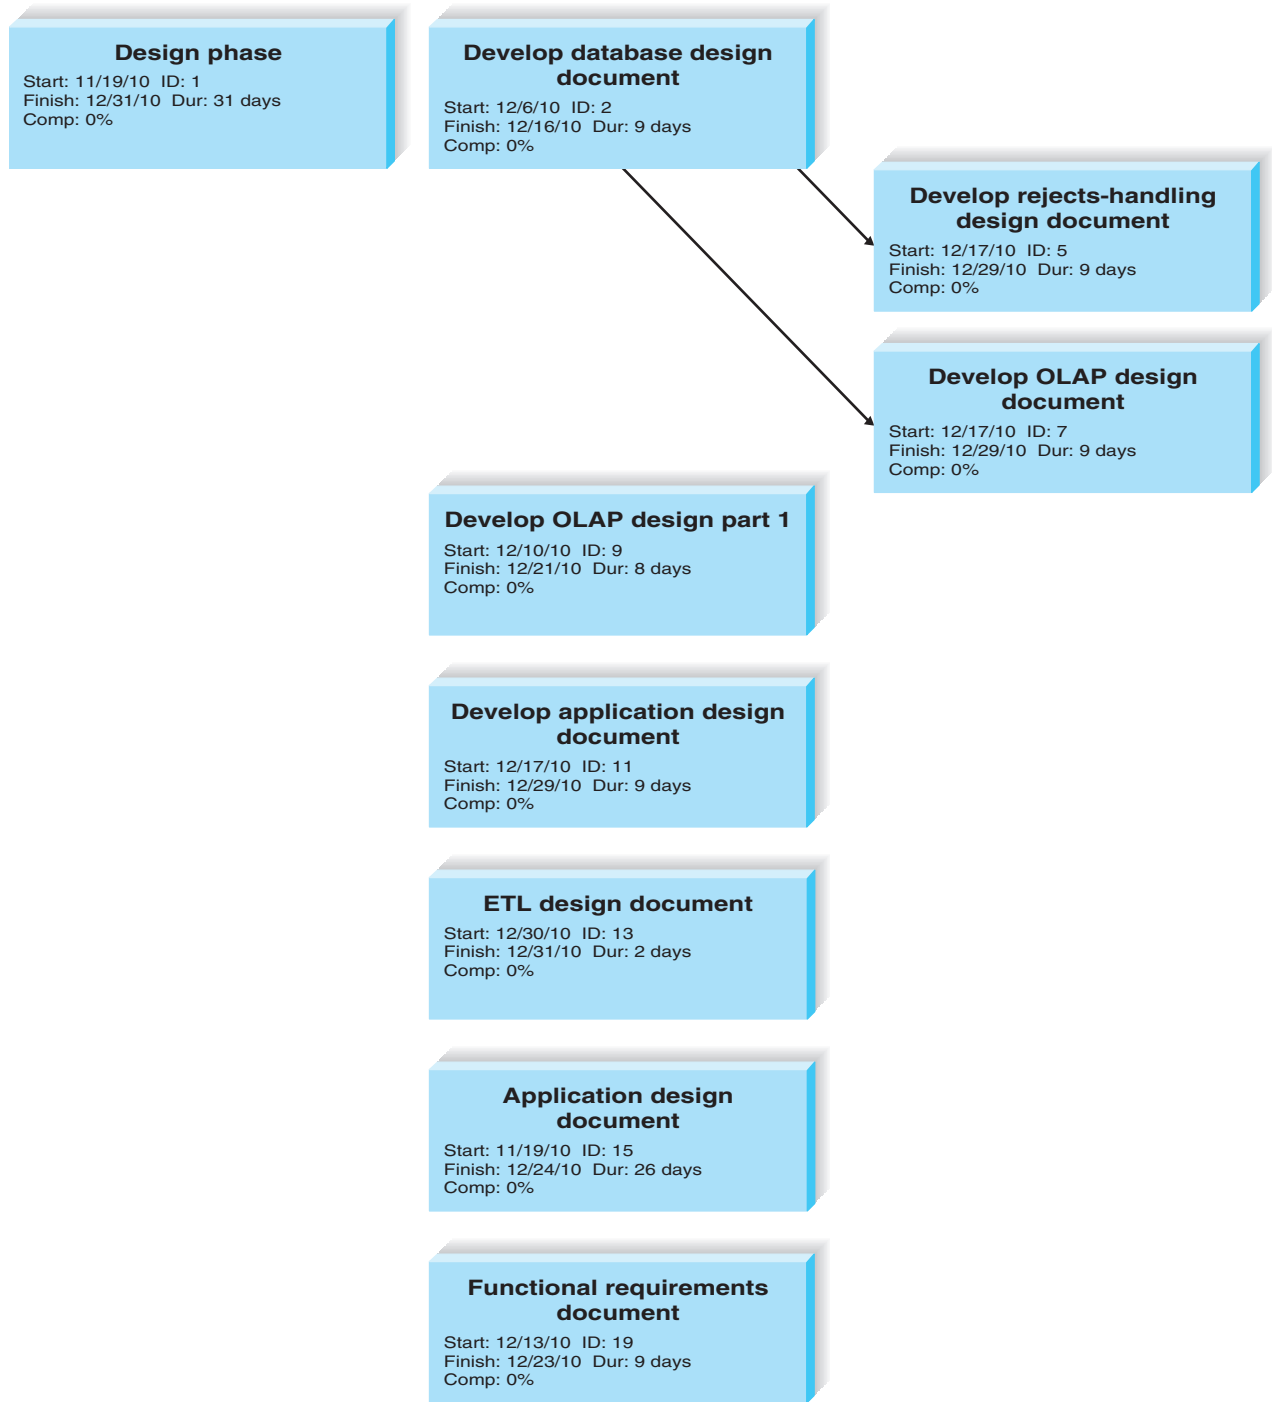 Design phase
Start: 11/19/10 ID: 1
Finish: 12/31/10 Dur: 31 days
Comp: 0%
Develop database design
document
Start: 12/6/10 ID: 2
Finish: 12/16/10 Dur: 9 days
Comp: 0%
Develop rejects-handling
design document
Start: 12/17/10 ID: 5
Finish: 12/29/10 Dur: 9 days
Comp: 0%
Develop OLAP design
document
Start: 12/17/10 ID: 7
Finish: 12/29/10 Dur: 9 days
Comp: 0%
Develop OLAP design part 1
Start: 12/10/10 ID: 9
Finish: 12/21/10 Dur: 8 days
Comp: 0%
Develop application design
document
Start: 12/17/10 ID: 11
Finish: 12/29/10 Dur: 9 days
Comp: 0%
ETL design document
Start: 12/30/10 ID: 13
Finish: 12/31/10 Dur: 2 days
Comp: 0%
Application design
document
Start: 11/19/10 ID: 15
Finish: 12/24/10 Dur: 26 days
Comp: 0%
Functional requirements
document
Start: 12/13/10 ID: 19
Finish: 12/23/10 Dur: 9 days
Comp: 0%